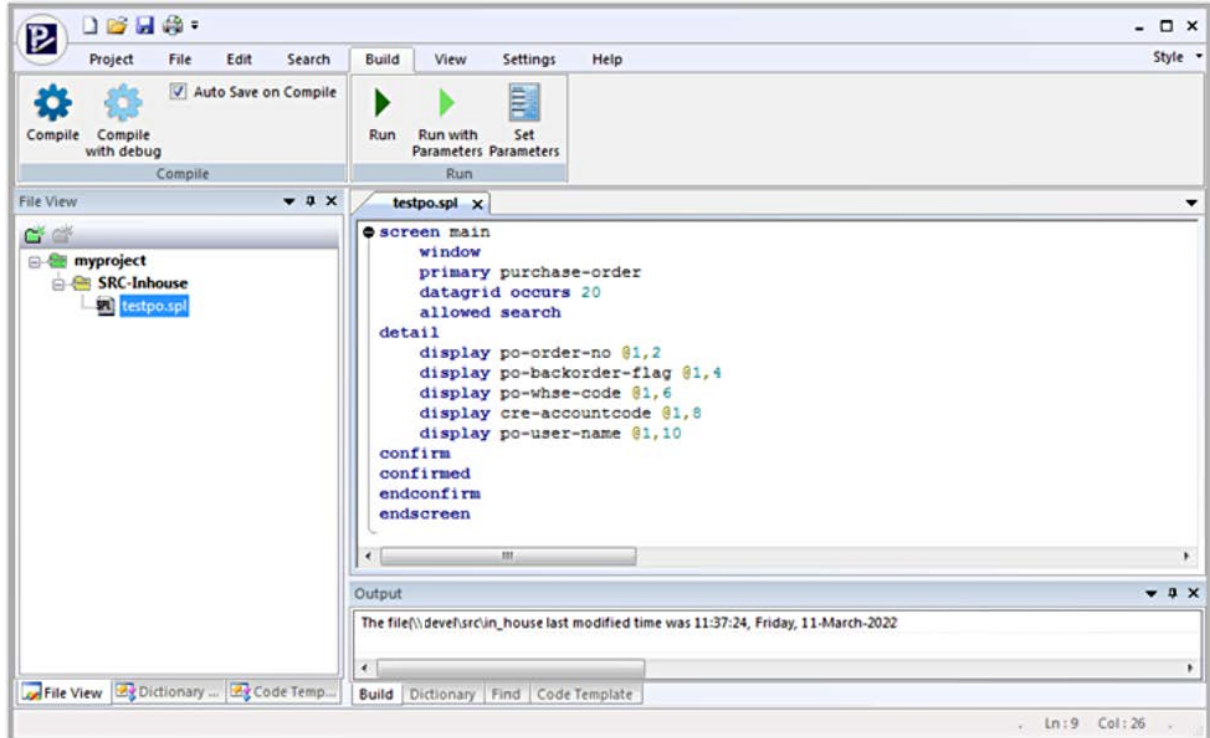 Project File Edit Search Build View Settings Help Style
Auto Save on Compile
Compile Compile with debug Run Run with Parameters Set Parameters
Compile Run
File View
testpo.spl
myproject
SRC-Inhouse
testpo.spl
screen main
window
primary purchase-order
datagrid occurs 20
allowed search
detail
display po-order-no @1,2
display po-backorder-flag @1,4
display po-whse-code @1,6
display cre-accountcode @1,8
display po-user-name @1,10
confirm
confirmed
endconfirm
endscreen
Output
The file(\\devel\src\in_house last modified time was 11:37:24, Friday, 11-March-2022
File View Dictionary ... Code Temp...
Build Dictionary Find Code Template
Ln:9 Col:26